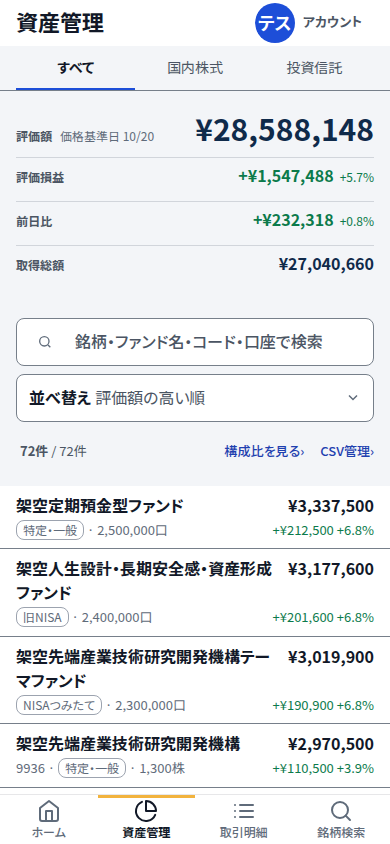 資産管理
テス アカウント
すべて 国内株式 投資信託
評価額 価格基準日 10/20 ¥28,588,148
評価損益 +¥1,547,488 +5.7%
前日比 +¥232,318 +0.8%
取得総額 ¥27,040,660
銘柄・ファンド名・コード・口座で検索
並べ替え 評価額の高い順
72件 / 72件 構成比を見る› CSV管理›
架空定期預金型ファンド ¥3,337,500
特定・一般 · 2,500,000口 +¥212,500 +6.8%
架空人生設計・長期安全感・資産形成 ¥3,177,600
ファンド
旧NISA · 2,400,000口 +¥201,600 +6.8%
架空先端産業技術研究開発機構テー ¥3,019,900
マファンド
NISAつみたて · 2,300,000口 +¥190,900 +6.8%
架空先端産業技術研究開発機構 ¥2,970,500
9936 · 特定・一般 · 1,300株 +¥110,500 +3.9%
ホーム 資産管理 取引明細 銘柄検索